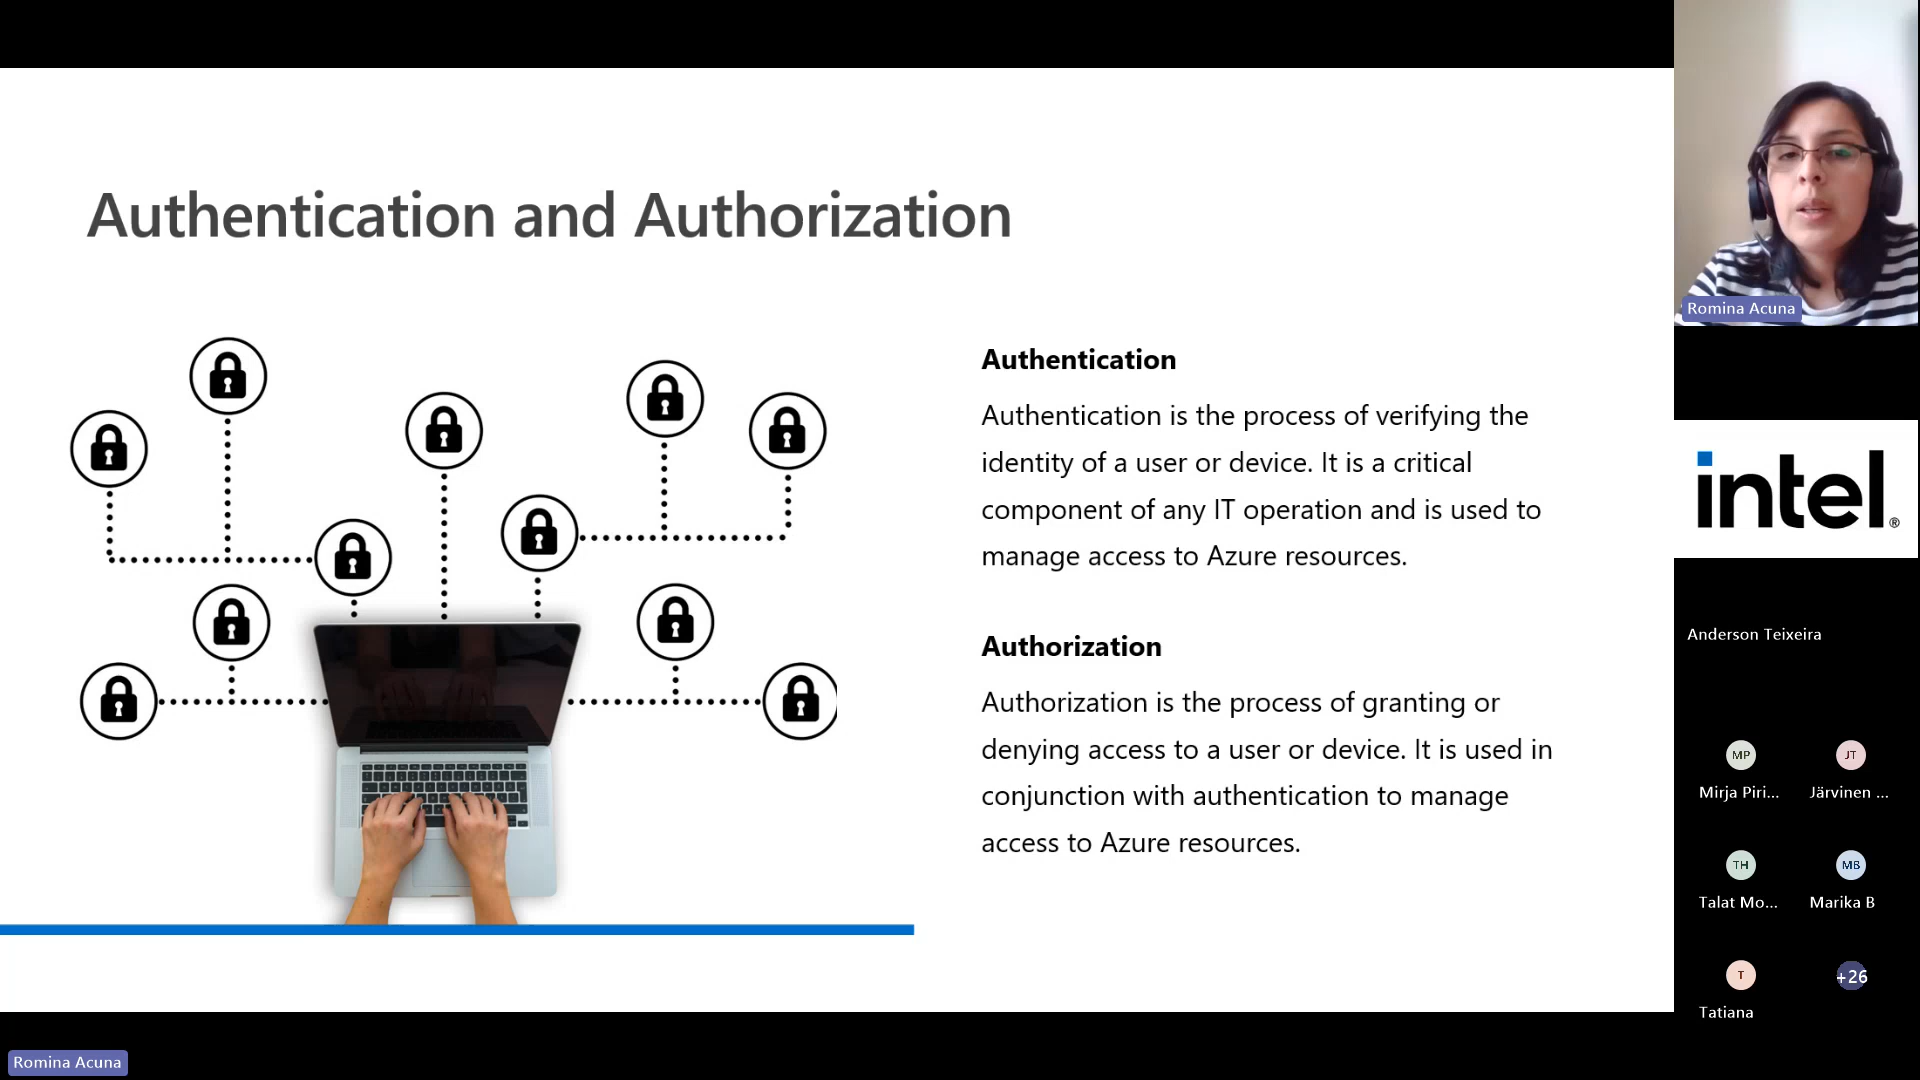 Authentication and Authorization
Authentication
Authentication is the process of verifying the
identity of a user or device. It is a critical
component of any IT operation and is used to
manage access to Azure resources.
Authorization
Authorization is the process of granting or
denying access to a user or device. It is used in
conjunction with authentication to manage
access to Azure resources.
Romina Acuna
intel®
Anderson Teixeira
MP
JT
Mirja Piri...
Järvinen ...
TH
MB
Talat Mo...
Marika B
T
+26
Tatiana
Romina Acuna